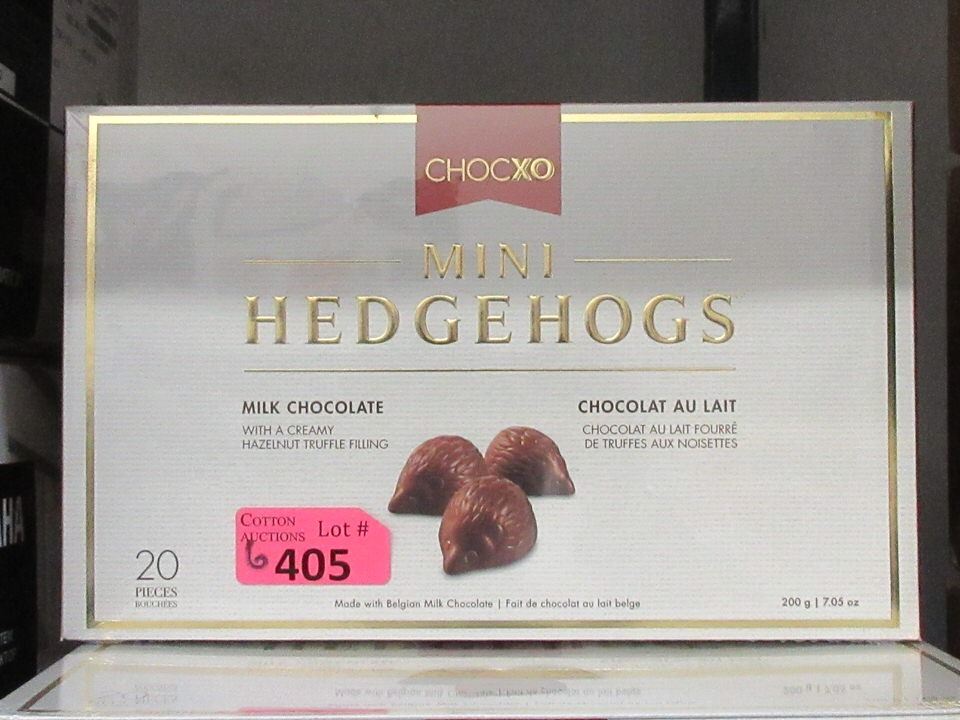 CHOCXO
MINI
HEDGEHOGS
MILK CHOCOLATE
WITH A CREAMY
HAZELNUT TRUFFLE FILLING
CHOCOLAT AU LAIT
CHOCOLAT AU LAIT FOURRÉ
DE TRUFFES AUX NOISETTES
COTTON
AUCTIONS Lot #
6 405
20
PIECES
BOUCHÉES
Made with Belgian Milk Chocolate | Fait de chocolat au lait belge
200 g | 7.05 oz